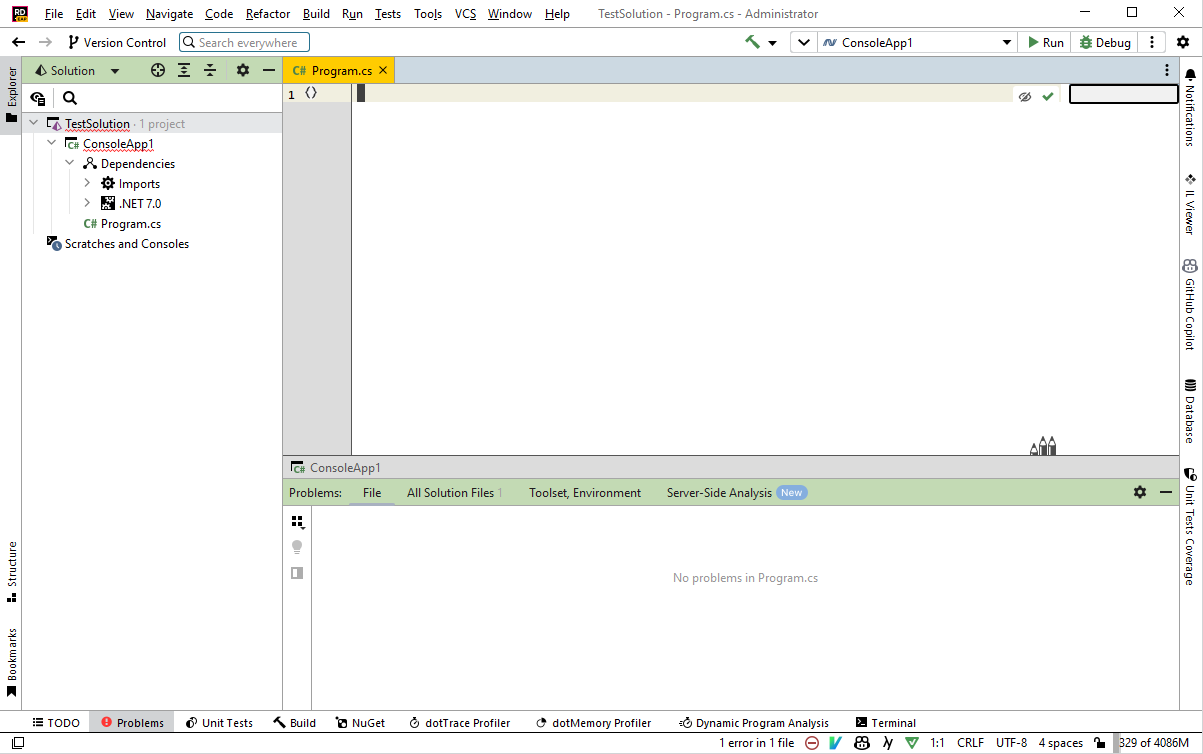 RD
EAP
File Edit View Navigate Code Refactor Build Run Tests Tools VCS Window Help TestSolution - Program.cs - Administrator
Version Control Search everywhere ConsoleApp1 Run Debug
Explorer
Solution
C# Program.cs
1 <>
TestSolution · 1 project
C# ConsoleApp1
Dependencies
Imports
.NET 7.0
C# Program.cs
Scratches and Consoles
Structure
Bookmarks
Notifications
IL Viewer
GitHub Copilot
Database
Unit Tests Coverage
C# ConsoleApp1
Problems: File All Solution Files 1 Toolset, Environment Server-Side Analysis New
No problems in Program.cs
TODO Problems Unit Tests Build NuGet dotTrace Profiler dotMemory Profiler Dynamic Program Analysis Terminal
1 error in 1 file 1:1 CRLF UTF-8 4 spaces 829 of 4086M